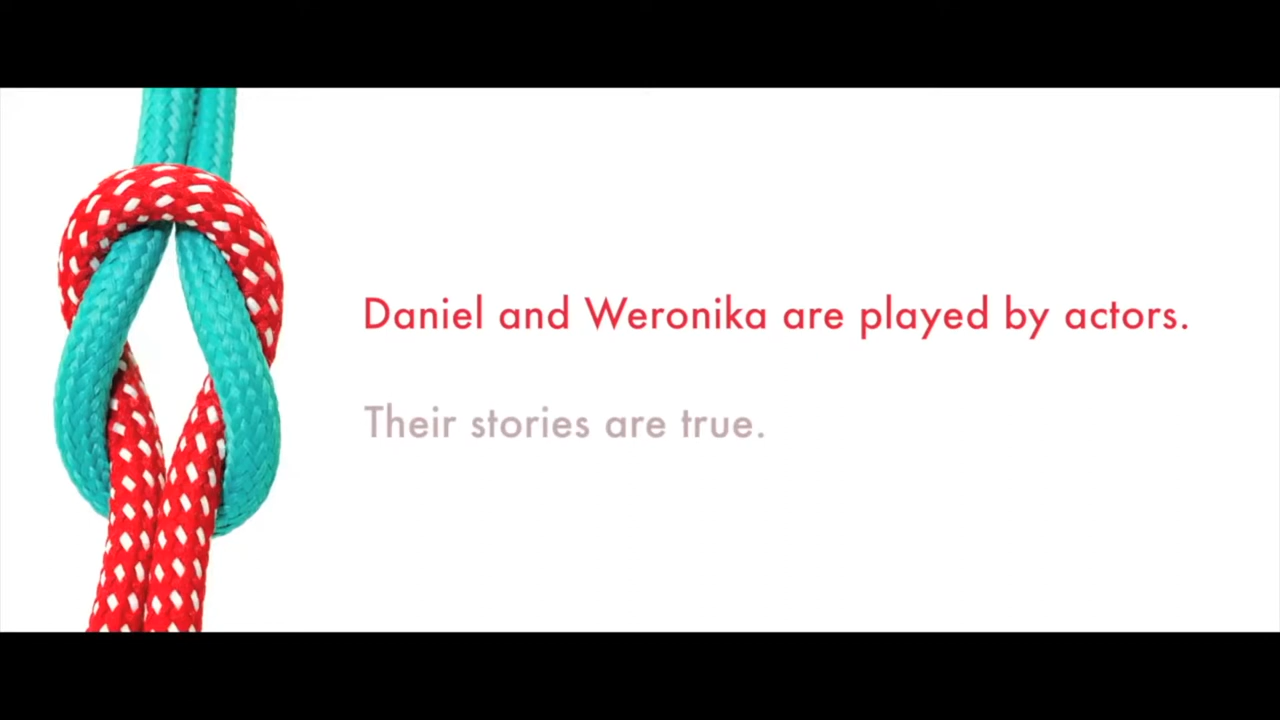 Daniel and Weronika are played by actors.
Their stories are true.